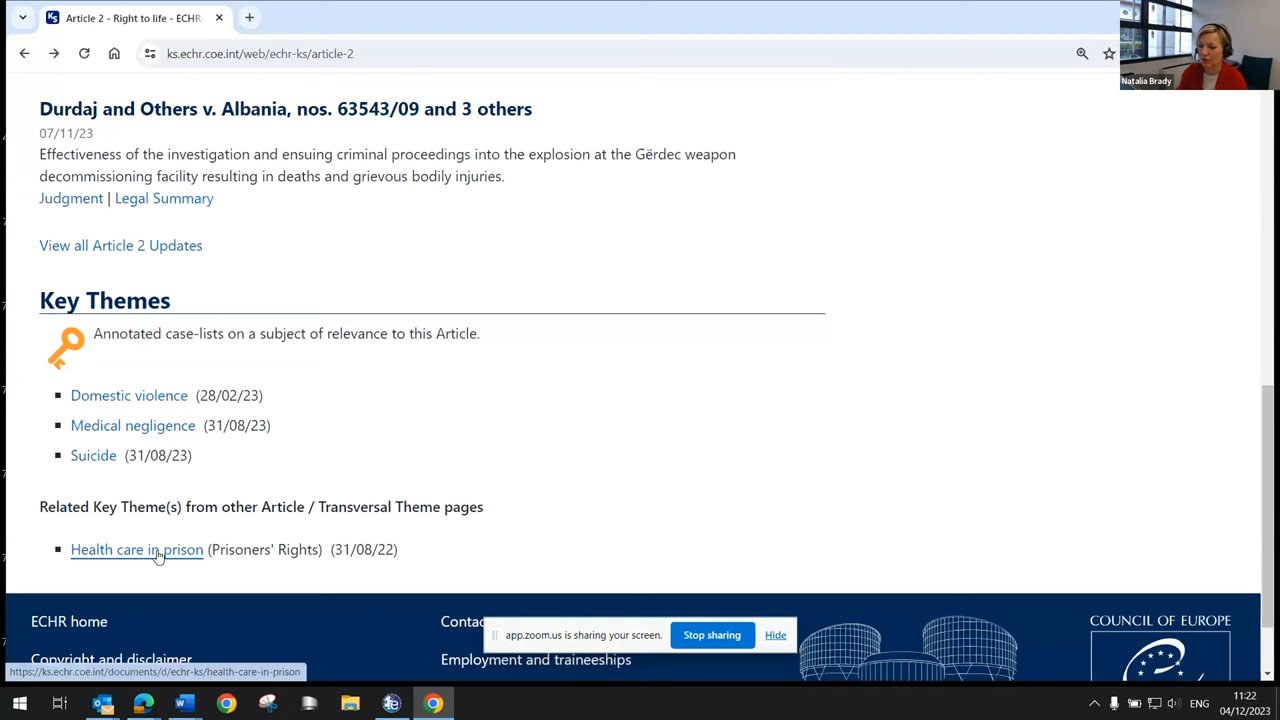 Article 2 - Right to life - ECHR
ks.echr.coe.int/web/echr-ks/article-2
Natalia Brady
Durdaj and Others v. Albania, nos. 63543/09 and 3 others
07/11/23
Effectiveness of the investigation and ensuing criminal proceedings into the explosion at the Gërdec weapon
decommissioning facility resulting in deaths and grievous bodily injuries.
Judgment | Legal Summary
View all Article 2 Updates
Key Themes
Annotated case-lists on a subject of relevance to this Article.
Domestic violence (28/02/23)
Medical negligence (31/08/23)
Suicide (31/08/23)
Related Key Theme(s) from other Article / Transversal Theme pages
Health care in prison (Prisoners' Rights) (31/08/22)
ECHR home
Contac
COUNCIL OF EUROPE
app.zoom.us is sharing your screen.
Stop sharing
Hide
Copyright and disclaimer
Employment and traineeships
https://ks.echr.coe.int/documents/d/echr-ks/health-care-in-prison
ENG
11:22
04/12/2023